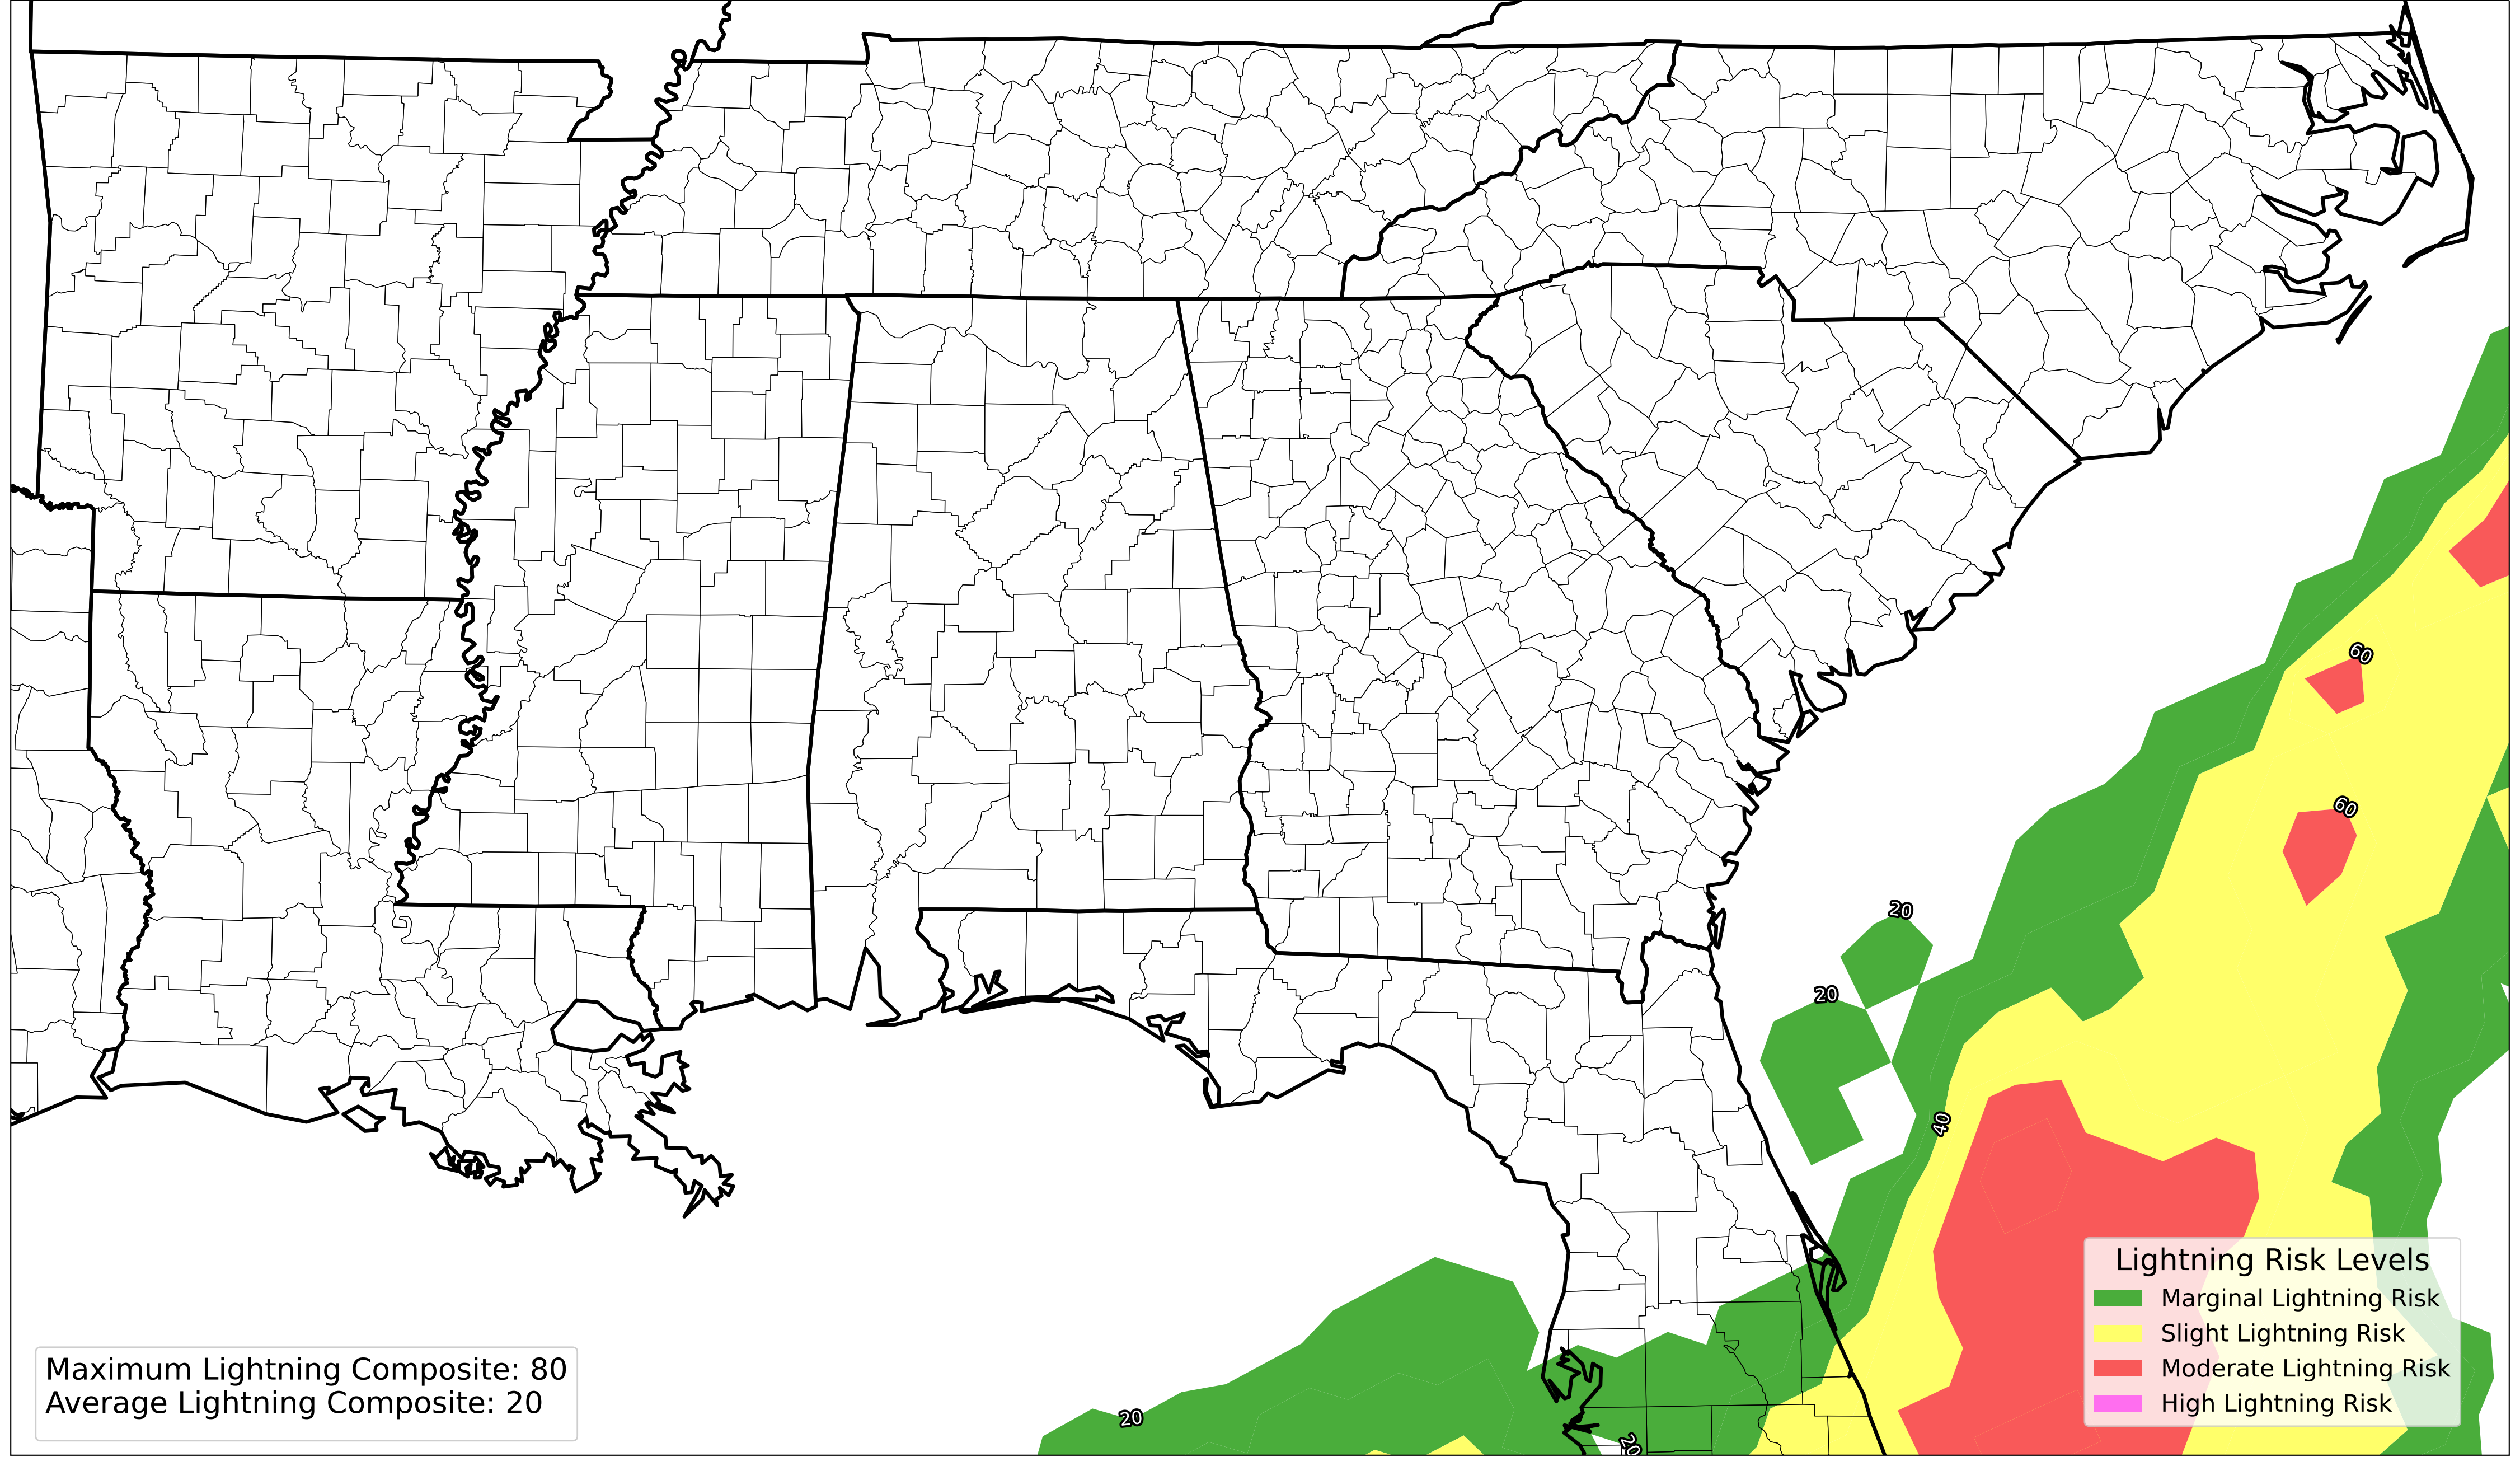 60
60
20
20
40
20
20
Maximum Lightning Composite: 80
Average Lightning Composite: 20
Lightning Risk Levels
Marginal Lightning Risk
Slight Lightning Risk
Moderate Lightning Risk
High Lightning Risk